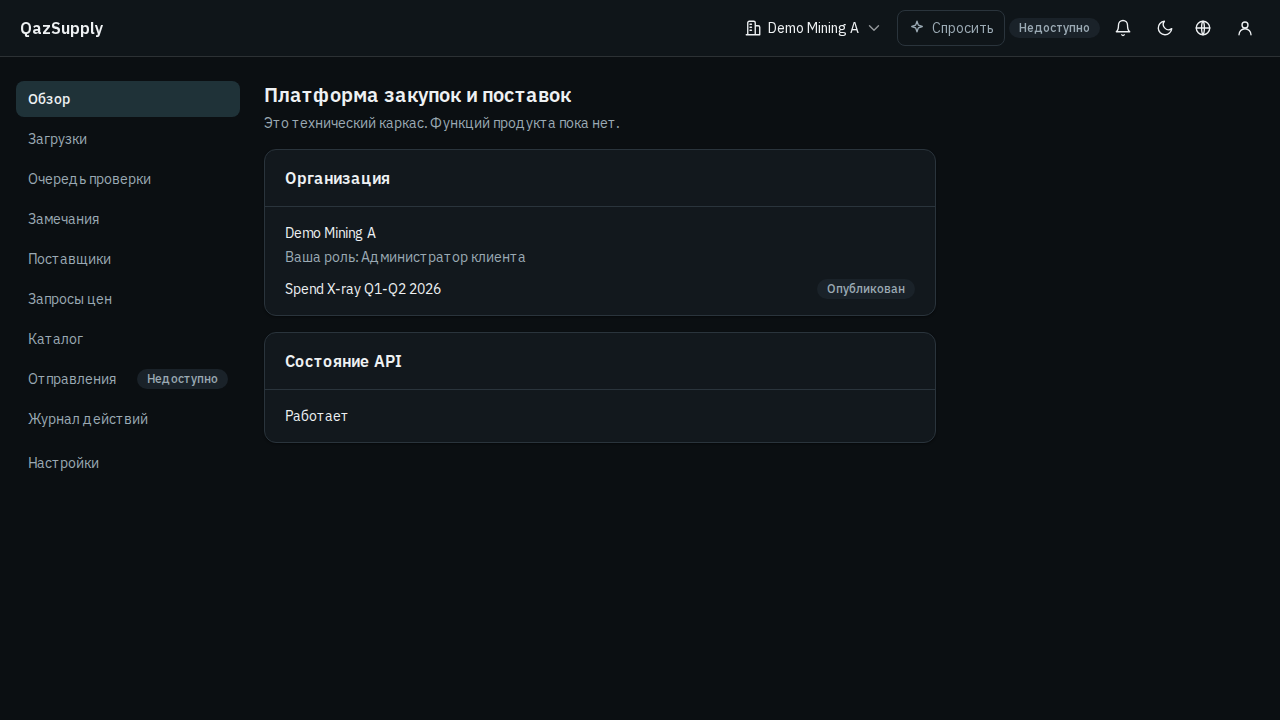 QazSupply
Demo Mining A
Спросить
Недоступно
Обзор
Загрузки
Очередь проверки
Замечания
Поставщики
Запросы цен
Каталог
Отправления Недоступно
Журнал действий
Настройки
Платформа закупок и поставок
Это технический каркас. Функций продукта пока нет.
Организация
Demo Mining A
Ваша роль: Администратор клиента
Spend X-ray Q1-Q2 2026 Опубликован
Состояние API
Работает